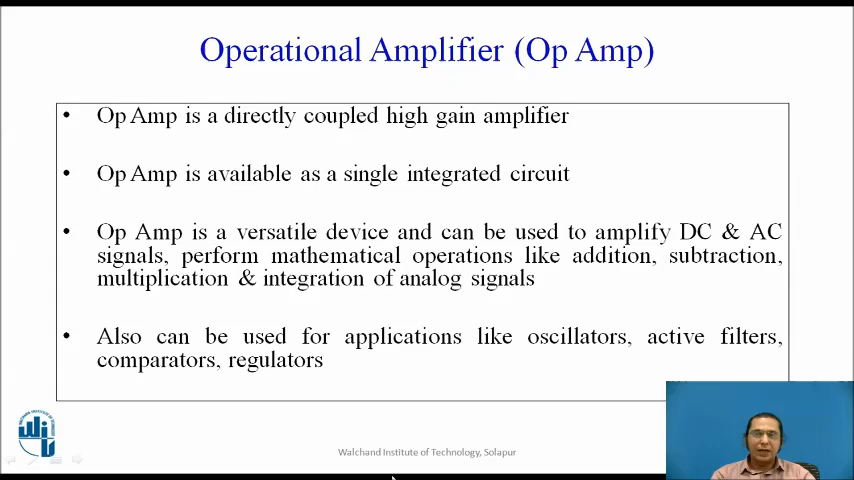 Operational Amplifier (Op Amp)
• Op Amp is a directly coupled high gain amplifier
• Op Amp is available as a single integrated circuit
• Op Amp is a versatile device and can be used to amplify DC & AC
signals, perform mathematical operations like addition, subtraction,
multiplication & integration of analog signals
• Also can be used for applications like oscillators, active filters,
comparators, regulators
Walchand Institute of Technology, Solapur